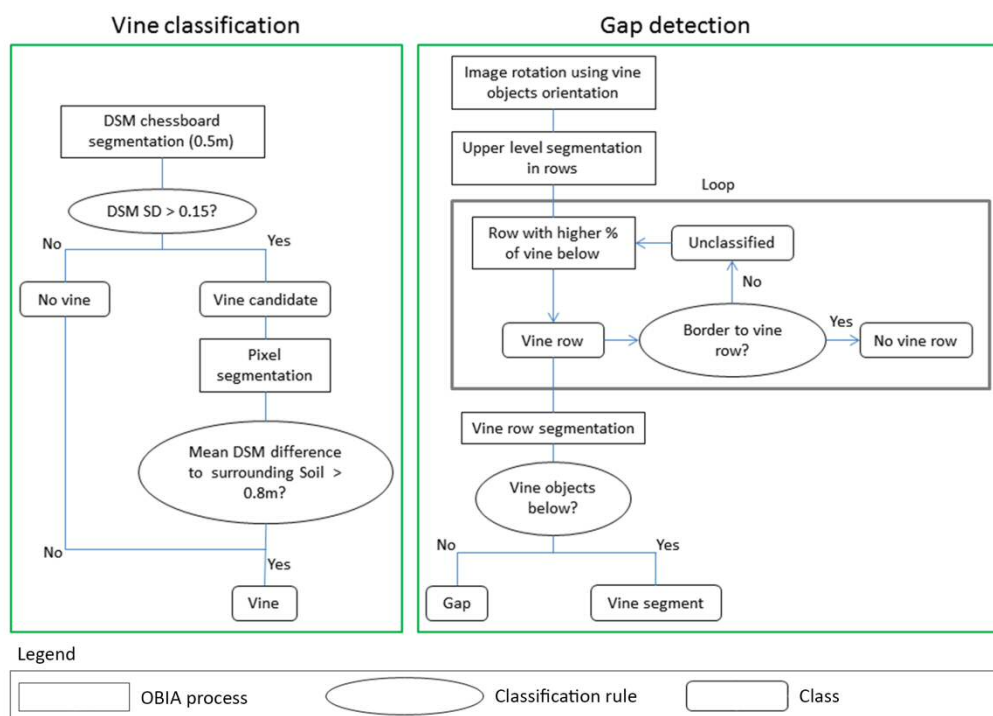 Vine classification
DSM chessboard
segmentation (0.5m)
DSM SD > 0.15?
No
Yes
No vine
Vine candidate
Pixel
segmentation
Mean DSM difference
to surrounding Soil >
0.8m?
No
Yes
Vine
Gap detection
Image rotation using vine
objects orientation
Upper level segmentation
in rows
Loop
Row with higher %
of vine below
Unclassified
No
Vine row
Border to vine
row?
Yes
No vine row
Vine row segmentation
Vine objects
below?
No
Yes
Gap
Vine segment
Legend
OBIA process
Classification rule
Class